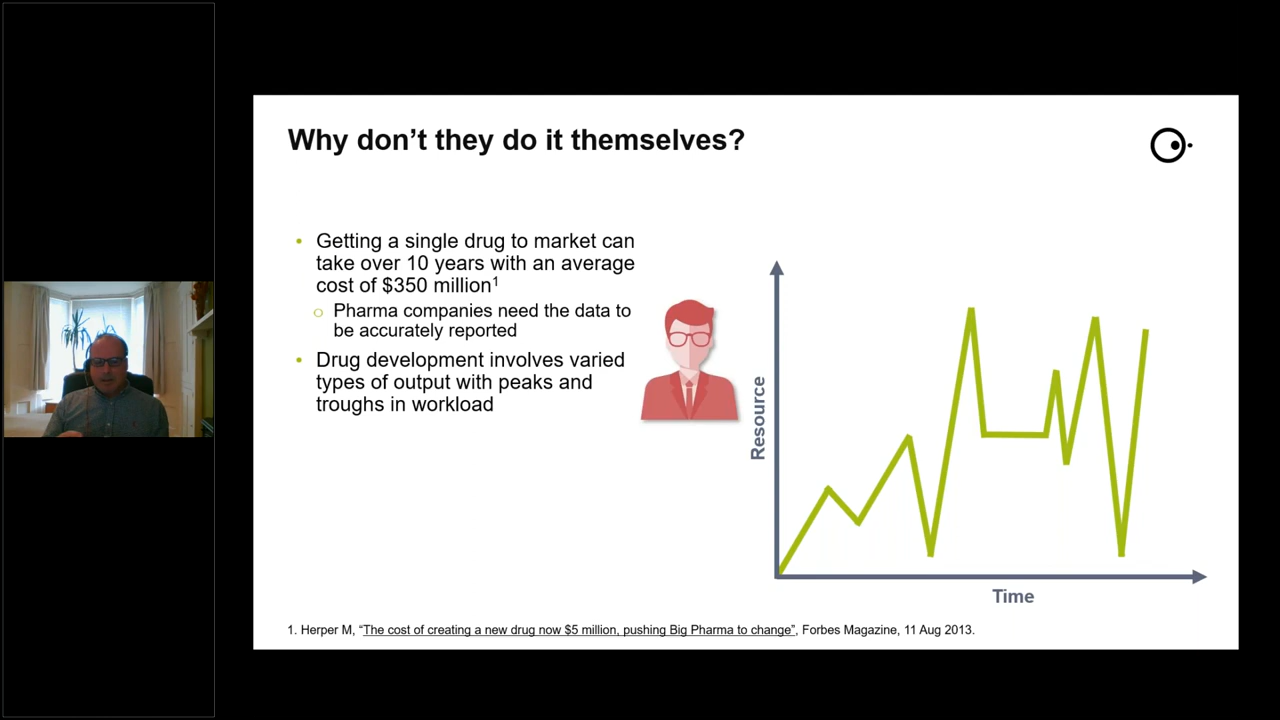 Why don’t they do it themselves?
• Getting a single drug to market can
take over 10 years with an average
cost of $350 million¹
o Pharma companies need the data to
be accurately reported
• Drug development involves varied
types of output with peaks and
troughs in workload
Resource
Time
1. Herper M, “The cost of creating a new drug now $5 million, pushing Big Pharma to change”, Forbes Magazine, 11 Aug 2013.